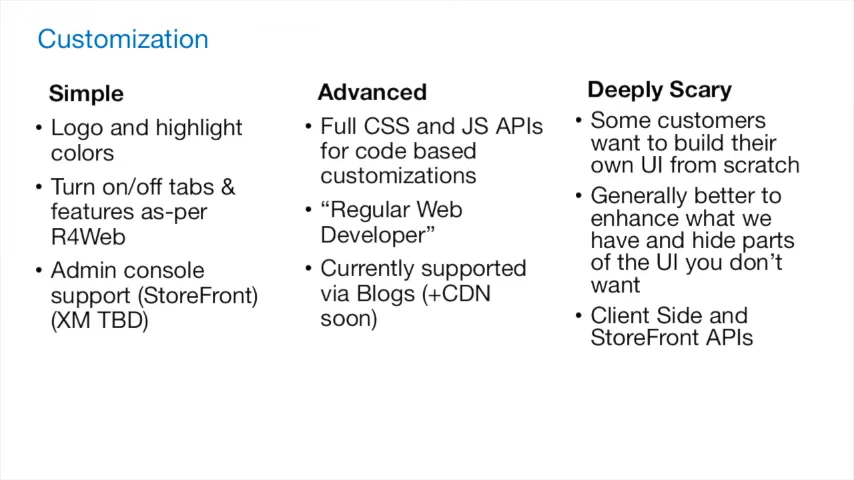 Customization
Simple
• Logo and highlight
colors
• Turn on/off tabs &
features as-per
R4Web
• Admin console
support (StoreFront)
(XM TBD)
Advanced
• Full CSS and JS APIs
for code based
customizations
• “Regular Web
Developer”
• Currently supported
via Blogs (+CDN
soon)
Deeply Scary
• Some customers
want to build their
own UI from scratch
• Generally better to
enhance what we
have and hide parts
of the UI you don’t
want
• Client Side and
StoreFront APIs